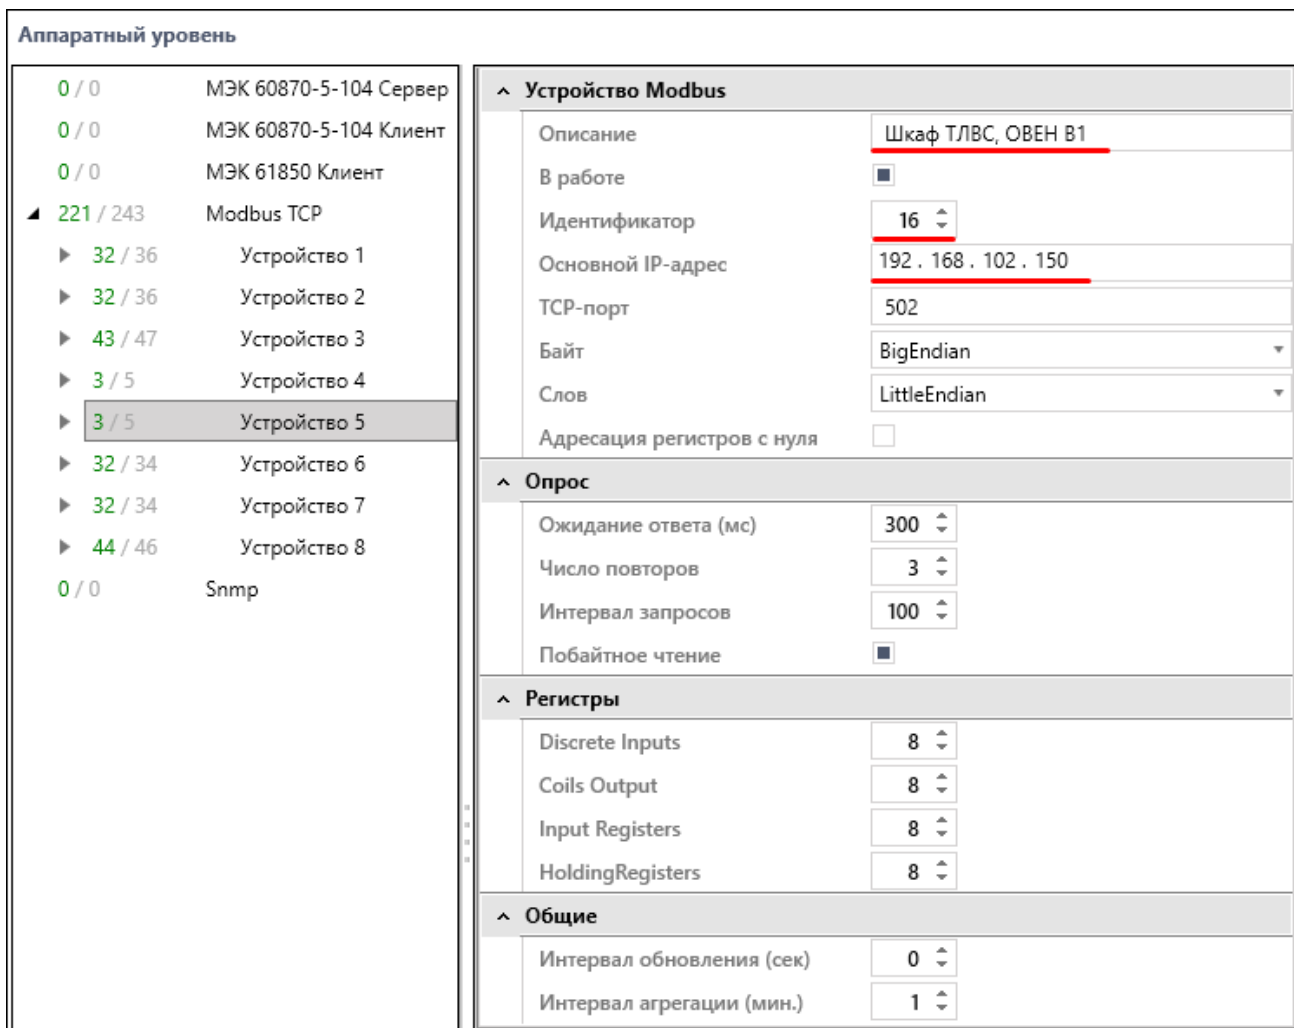 Аппаратный уровень
0 / 0 МЭК 60870-5-104 Сервер
0 / 0 МЭК 60870-5-104 Клиент
0 / 0 МЭК 61850 Клиент
221 / 243 Modbus TCP
32 / 36 Устройство 1
32 / 36 Устройство 2
43 / 47 Устройство 3
3 / 5 Устройство 4
3 / 5 Устройство 5
32 / 34 Устройство 6
32 / 34 Устройство 7
44 / 46 Устройство 8
0 / 0 Snmp
Устройство Modbus
Описание Шкаф ТЛВС, ОВЕН В1
В работе
Идентификатор 16
Основной IP-адрес 192 . 168 . 102 . 150
TCP-порт 502
Байт BigEndian
Слов LittleEndian
Адресация регистров с нуля
Опрос
Ожидание ответа (мс) 300
Число повторов 3
Интервал запросов 100
Побайтное чтение
Регистры
Discrete Inputs 8
Coils Output 8
Input Registers 8
HoldingRegisters 8
Общие
Интервал обновления (сек) 0
Интервал агрегации (мин.) 1